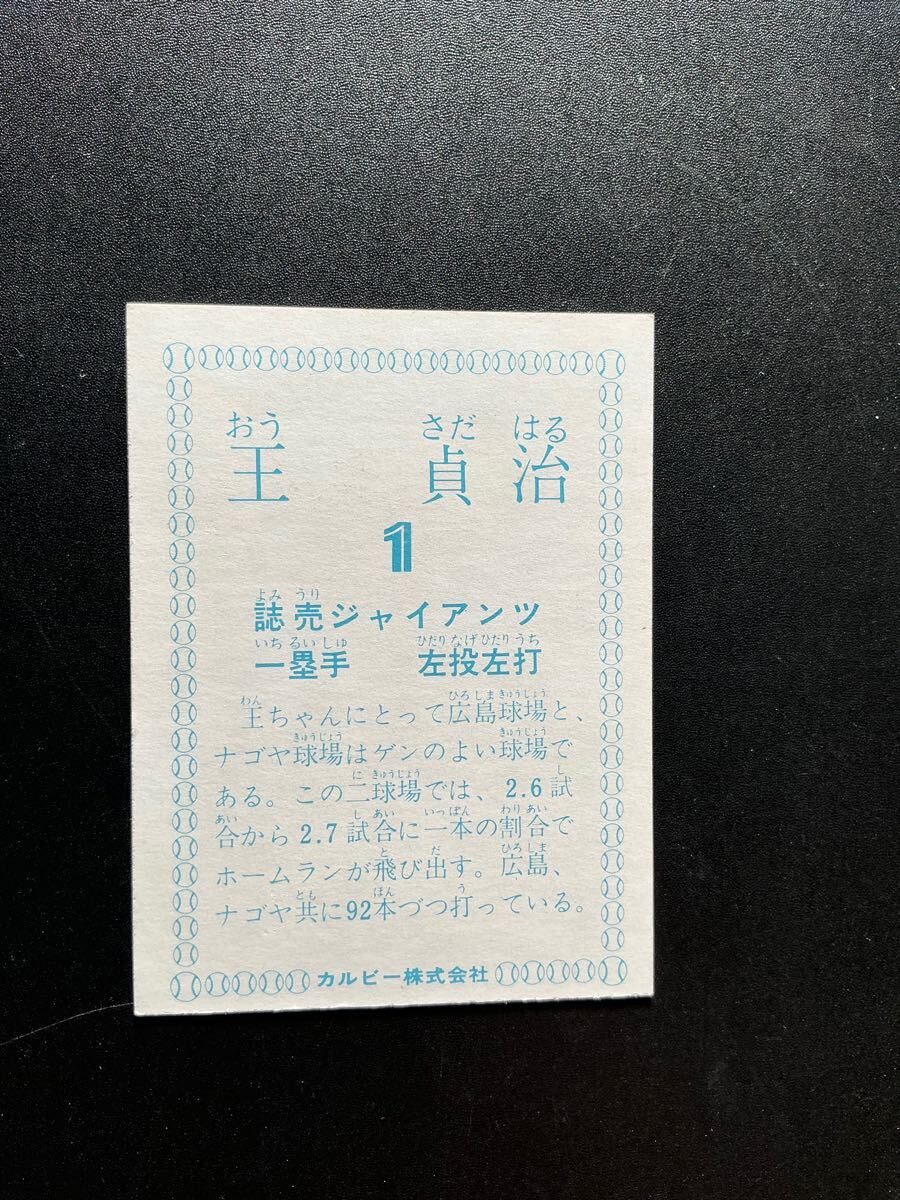 おう さだ はる
王 貞 治
1
よみ うり
誌売ジャイアンツ
いち るい しゅ ひだり なげ ひだり うち
一塁手 左投左打
わん ひろ しま きゅうじょう
王ちゃんにとって広島球場と、
きゅうじょう きゅうじょう
ナゴヤ球場はゲンのよい球場で
に きゅうじょう し
ある。この二球場では、2.6試
あい し あい いっぽん わりあい
合から2.7試合に一本の割合で
と だ ひろ しま
ホームランが飛び出す。広島、
とも ほん う
ナゴヤ共に92本づつ打っている。
カルビー株式会社